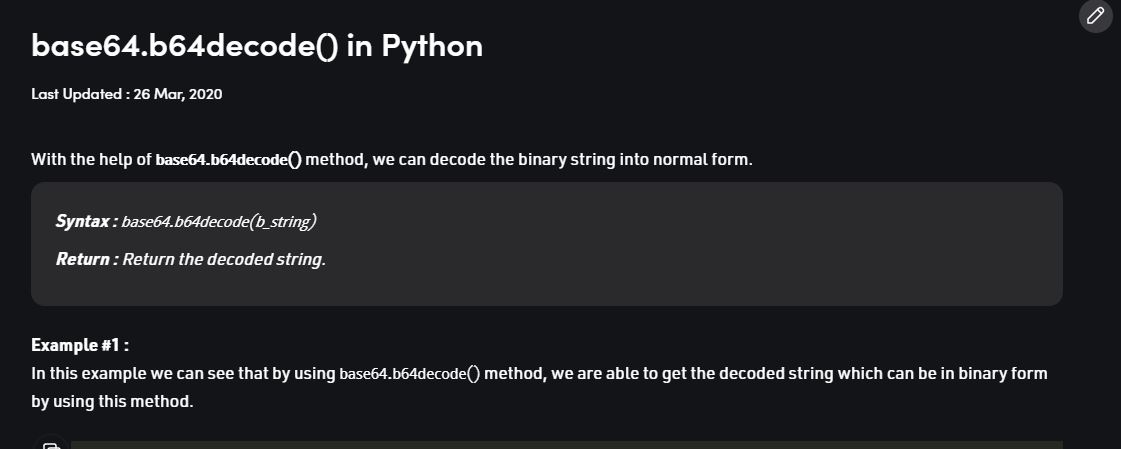 base64.b64decode() in Python
Last Updated : 26 Mar, 2020
With the help of base64.b64decode() method, we can decode the binary string into normal form.
Syntax : base64.b64decode(b_string)
Return : Return the decoded string.
Example #1 :
In this example we can see that by using base64.b64decode() method, we are able to get the decoded string which can be in binary form
by using this method.